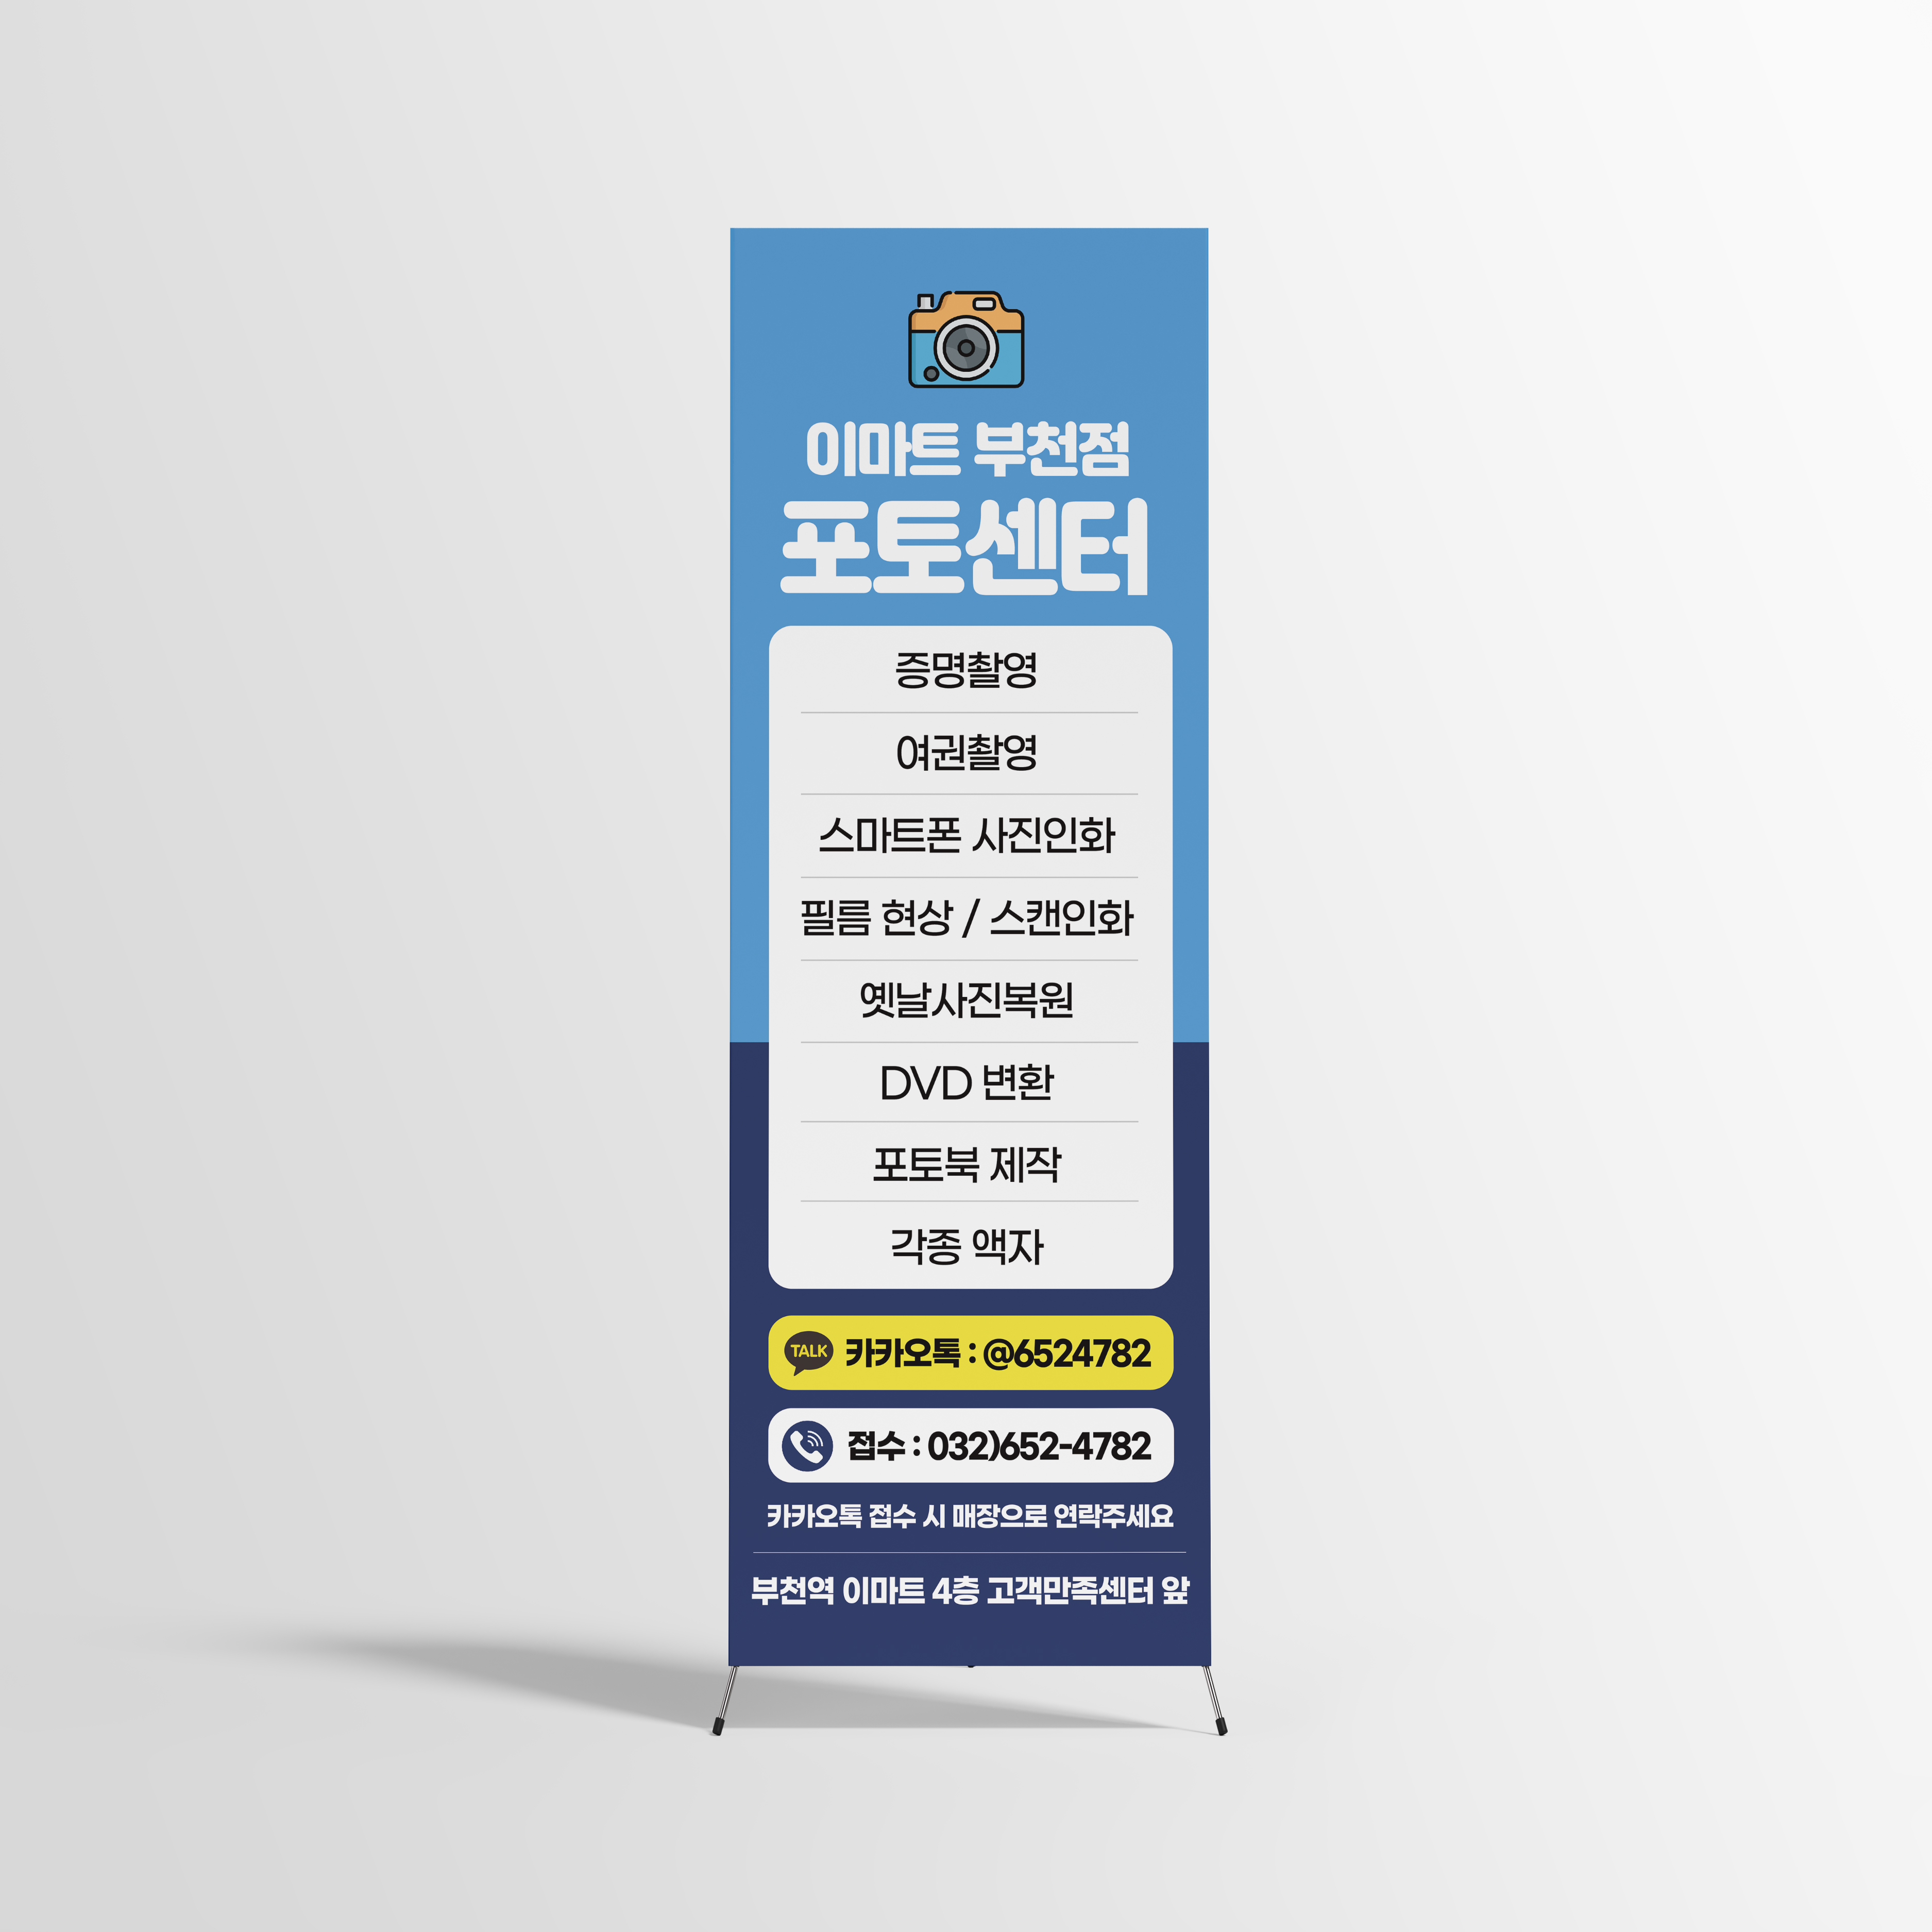 이마트 부천점
포토센터
증명촬영
여권촬영
스마트폰 사진인화
필름 현상 / 스캔인화
옛날사진복원
DVD 변환
포토북 제작
각종 액자
TALK 카카오톡 : @6524782
접수 : 032)652-4782
카카오톡 접수 시 매장으로 연락주세요
부천역 이마트 4층 고객만족센터 앞